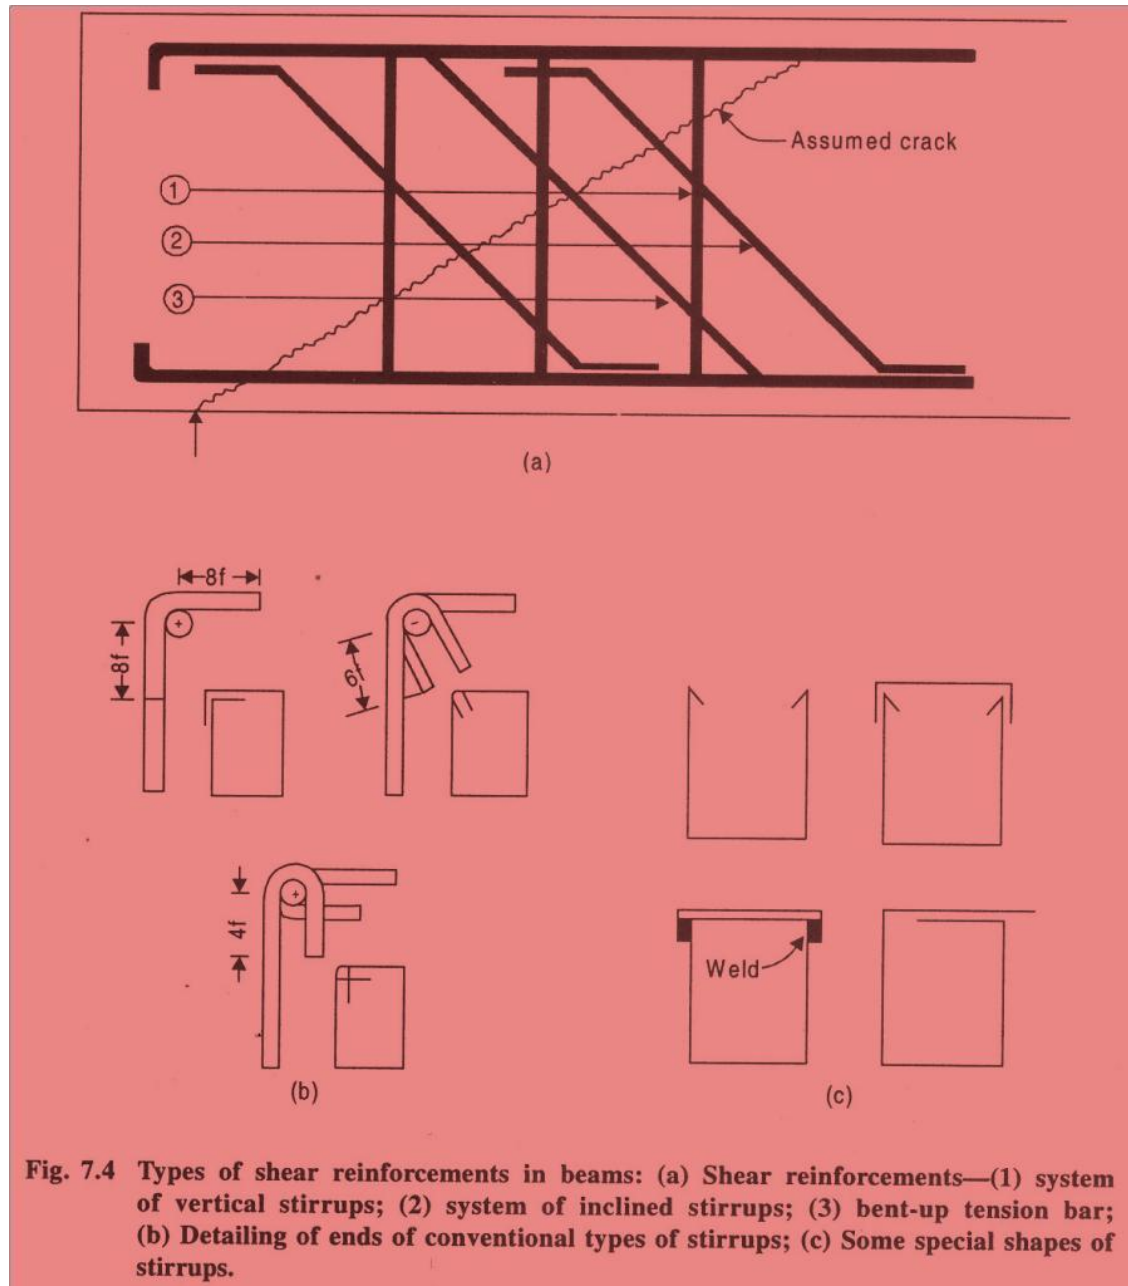 Assumed crack
1
2
3
(a)
8f
8f
6f
4f
Weld
(b)
(c)
Fig. 7.4 Types of shear reinforcements in beams: (a) Shear reinforcements—(1) system
of vertical stirrups; (2) system of inclined stirrups; (3) bent-up tension bar;
(b) Detailing of ends of conventional types of stirrups; (c) Some special shapes of
stirrups.